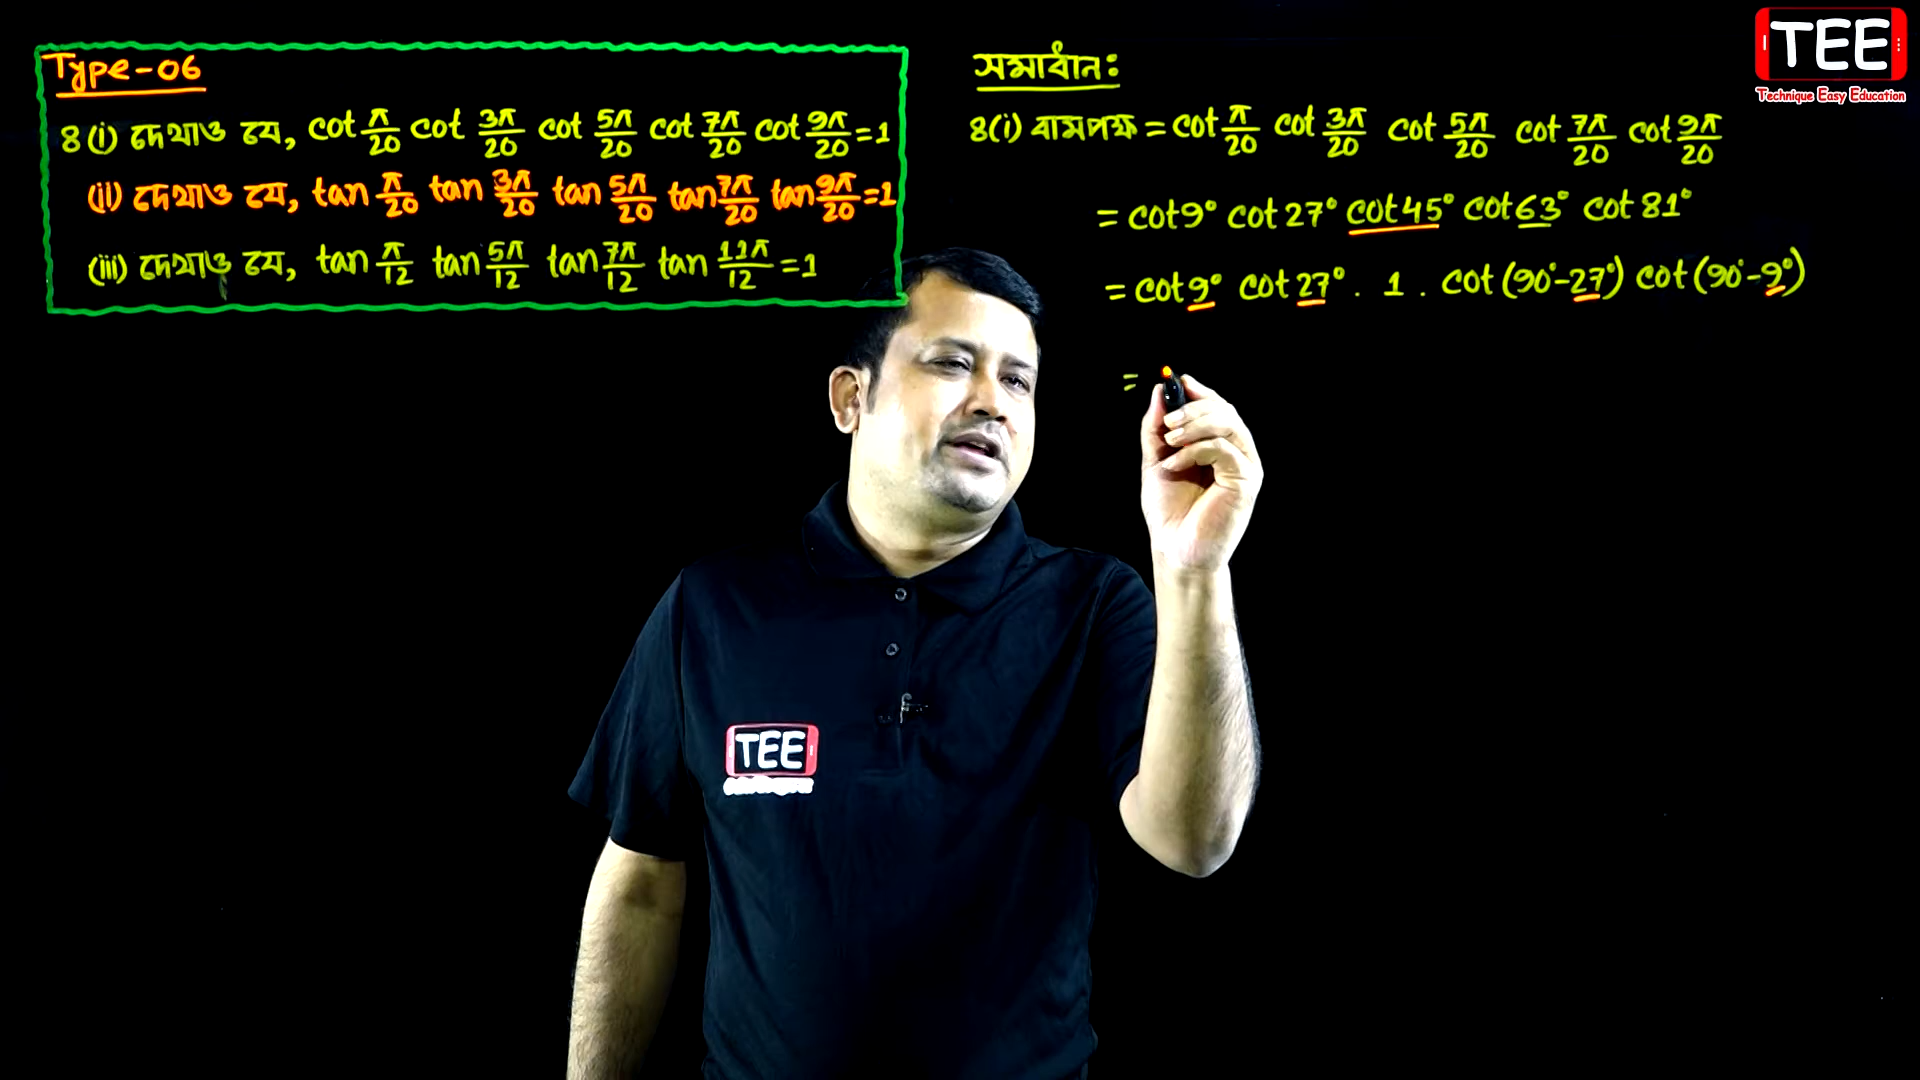 Type-06
8(i) দেখাও যে, cot π/20 cot 3π/20 cot 5π/20 cot 7π/20 cot 9π/20 = 1
(ii) দেখাও যে, tan π/20 tan 3π/20 tan 5π/20 tan 7π/20 tan 9π/20 = 1
(iii) দেখাও যে, tan π/12 tan 5π/12 tan 7π/12 tan 11π/12 = 1
সমাধান:
8(i) বামপক্ষ = cot π/20 cot 3π/20 cot 5π/20 cot 7π/20 cot 9π/20
= cot9° cot27° cot45° cot63° cot81°
= cot9° cot27° . 1 . cot(90°-27°) cot(90°-9°)
=
TEE
Technique Easy Education
TEE